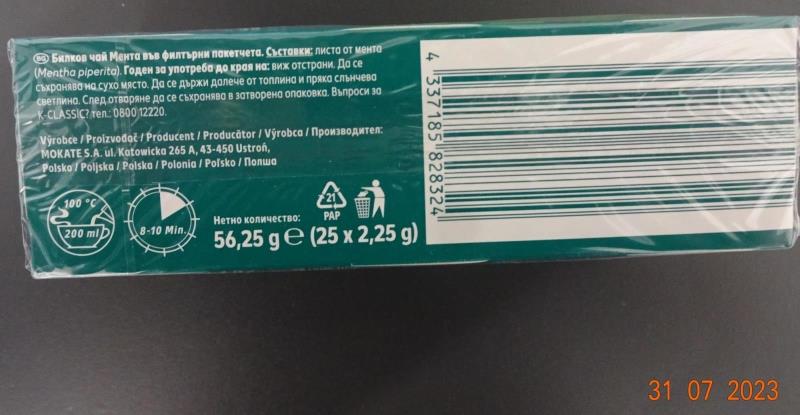 BG Билков чай Мента във филтърни пакетчета. Съставки: листа от мента
(Mentha piperita). Годен за употреба до края на: виж отстрани. Да се
съхранява на сухо място. Да се държи далече от топлина и пряка слънчева
светлина. След отваряне да се съхранява в затворена опаковка. Въпроси за
K-CLASSIC? тел.: 0800 12220.
Výrobce / Proizvođač / Producent / Producător / Výrobca / Производител:
MOKATE S.A. ul. Katowicka 265 A, 43-450 Ustroń,
Polsko / Poljska / Polska / Polonia / Poľsko / Полша
100 °C
200 ml
8-10 Min.
Нетно количество:
56,25 g e (25 x 2,25 g)
21
PAP
4 337185 828324
31 07 2023